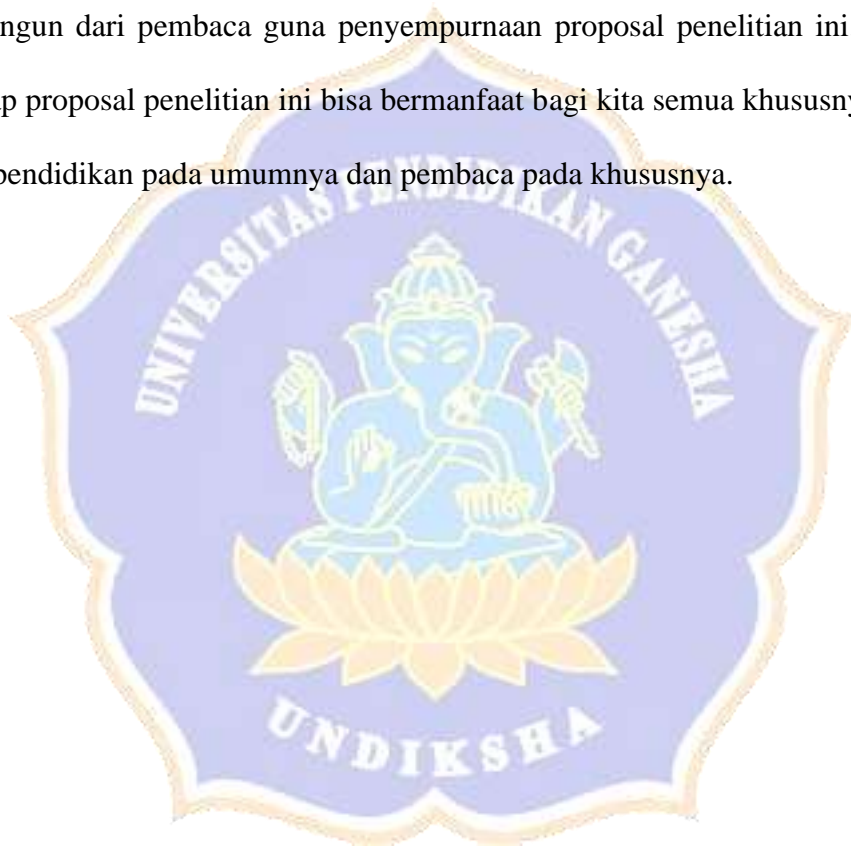 ngun dari pembaca guna penyempurnaan proposal penelitian ini
p proposal penelitian ini bisa bermanfaat bagi kita semua khususny
pendidikan pada umumnya dan pembaca pada khususnya.
UNIVERSITAS PENDIDIKAN GANESHA
UNDIKSHA